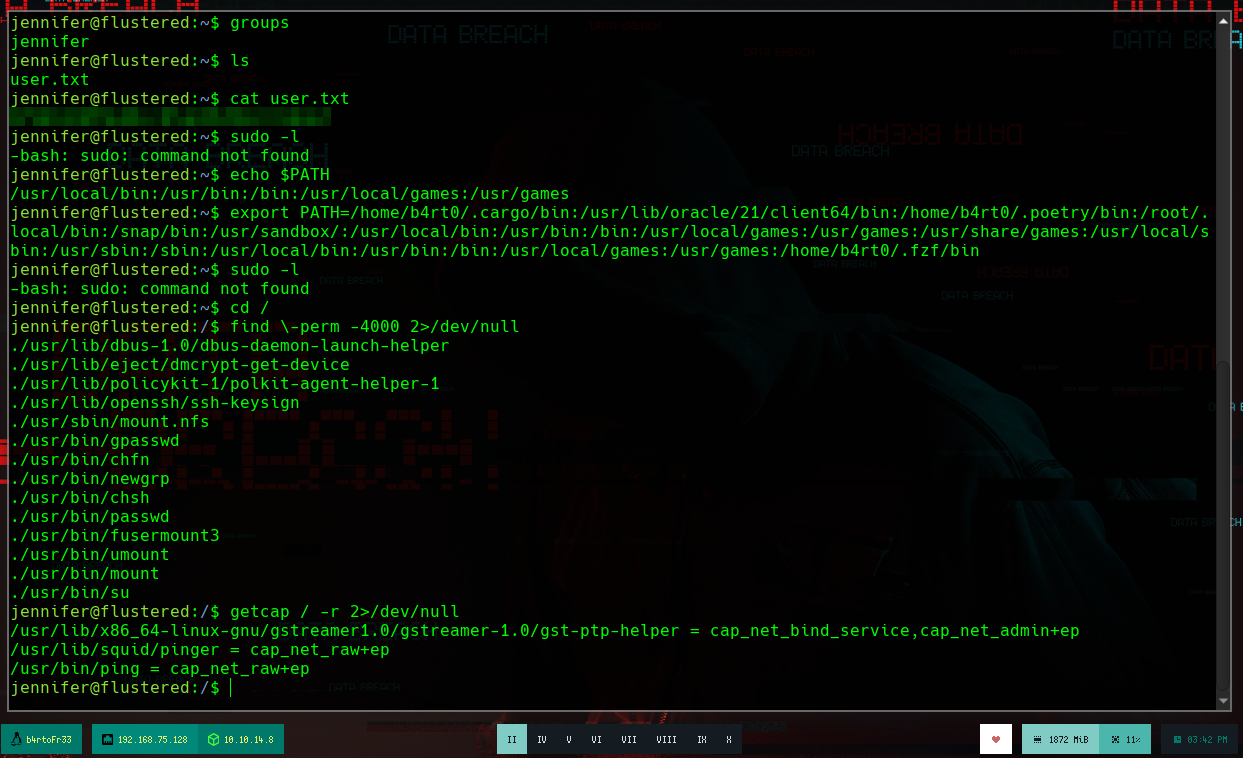 jennifer@flustered:~$ groups
jennifer
jennifer@flustered:~$ ls
user.txt
jennifer@flustered:~$ cat user.txt
jennifer@flustered:~$ sudo -l
-bash: sudo: command not found
jennifer@flustered:~$ echo $PATH
/usr/local/bin:/usr/bin:/bin:/usr/local/games:/usr/games
jennifer@flustered:~$ export PATH=/home/b4rt0/.cargo/bin:/usr/lib/oracle/21/client64/bin:/home/b4rt0/.poetry/bin:/root/.
local/bin:/snap/bin:/usr/sandbox/:/usr/local/bin:/usr/bin:/bin:/usr/local/games:/usr/games:/usr/share/games:/usr/local/s
bin:/usr/sbin:/sbin:/usr/local/bin:/usr/bin:/bin:/usr/local/games:/usr/games:/home/b4rt0/.fzf/bin
jennifer@flustered:~$ sudo -l
-bash: sudo: command not found
jennifer@flustered:~$ cd /
jennifer@flustered:/$ find \-perm -4000 2>/dev/null
./usr/lib/dbus-1.0/dbus-daemon-launch-helper
./usr/lib/eject/dmcrypt-get-device
./usr/lib/policykit-1/polkit-agent-helper-1
./usr/lib/openssh/ssh-keysign
./usr/sbin/mount.nfs
./usr/bin/gpasswd
./usr/bin/chfn
./usr/bin/newgrp
./usr/bin/chsh
./usr/bin/passwd
./usr/bin/fusermount3
./usr/bin/umount
./usr/bin/mount
./usr/bin/su
jennifer@flustered:/$ getcap / -r 2>/dev/null
/usr/lib/x86_64-linux-gnu/gstreamer1.0/gstreamer-1.0/gst-ptp-helper = cap_net_bind_service,cap_net_admin+ep
/usr/lib/squid/pinger = cap_net_raw+ep
/usr/bin/ping = cap_net_raw+ep
jennifer@flustered:/$
DATA BREACH
DATA BREACH
DATA BREACH
DATA BREACH
DATA BREACH
b4rtoFr33 192.168.75.128 10.10.14.8 II IV V VI VII VIII IX X 1872 MiB 11% 03:42 PM